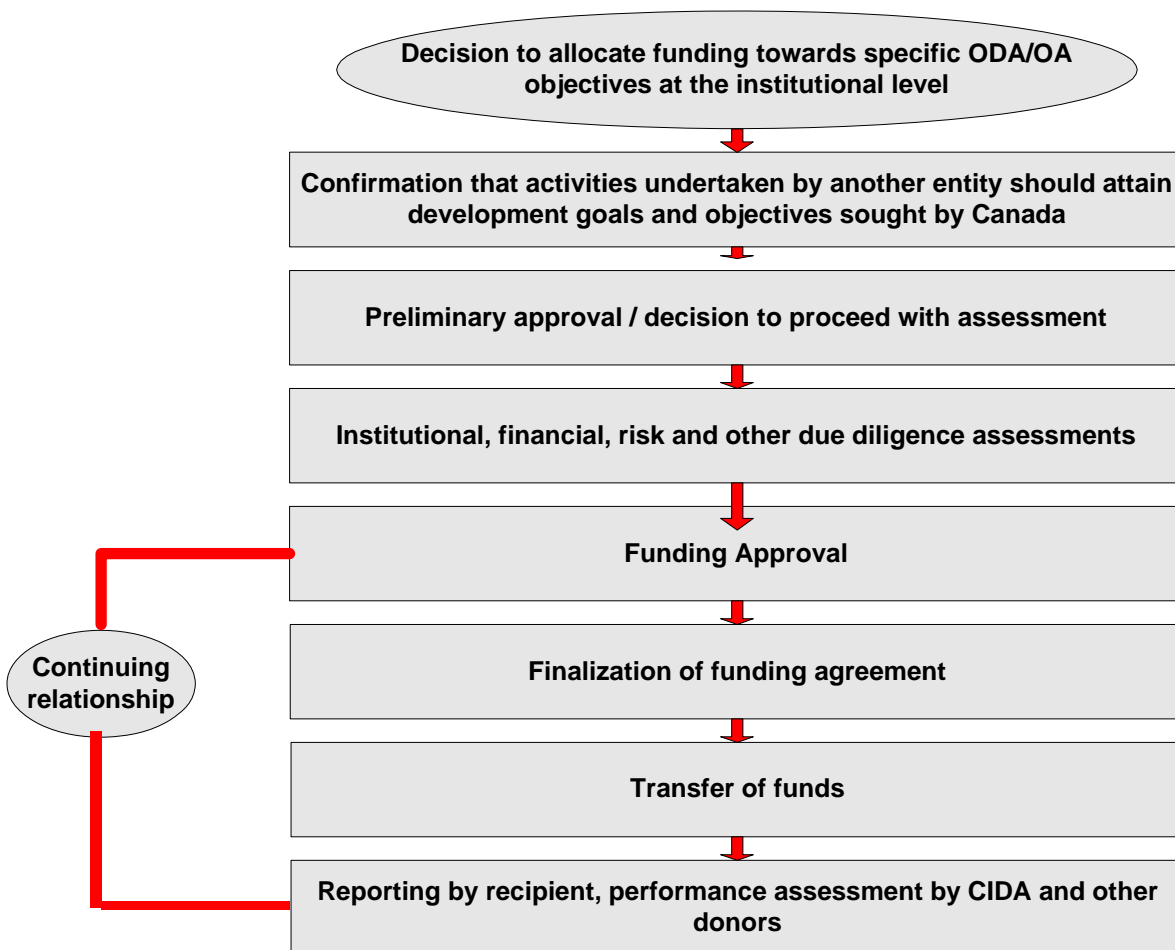 Decision to allocate funding towards specific ODA/OA
objectives at the institutional level
Confirmation that activities undertaken by another entity should attain
development goals and objectives sought by Canada
Preliminary approval / decision to proceed with assessment
Institutional, financial, risk and other due diligence assessments
Funding Approval
Continuing
relationship
Finalization of funding agreement
Transfer of funds
Reporting by recipient, performance assessment by CIDA and other
donors